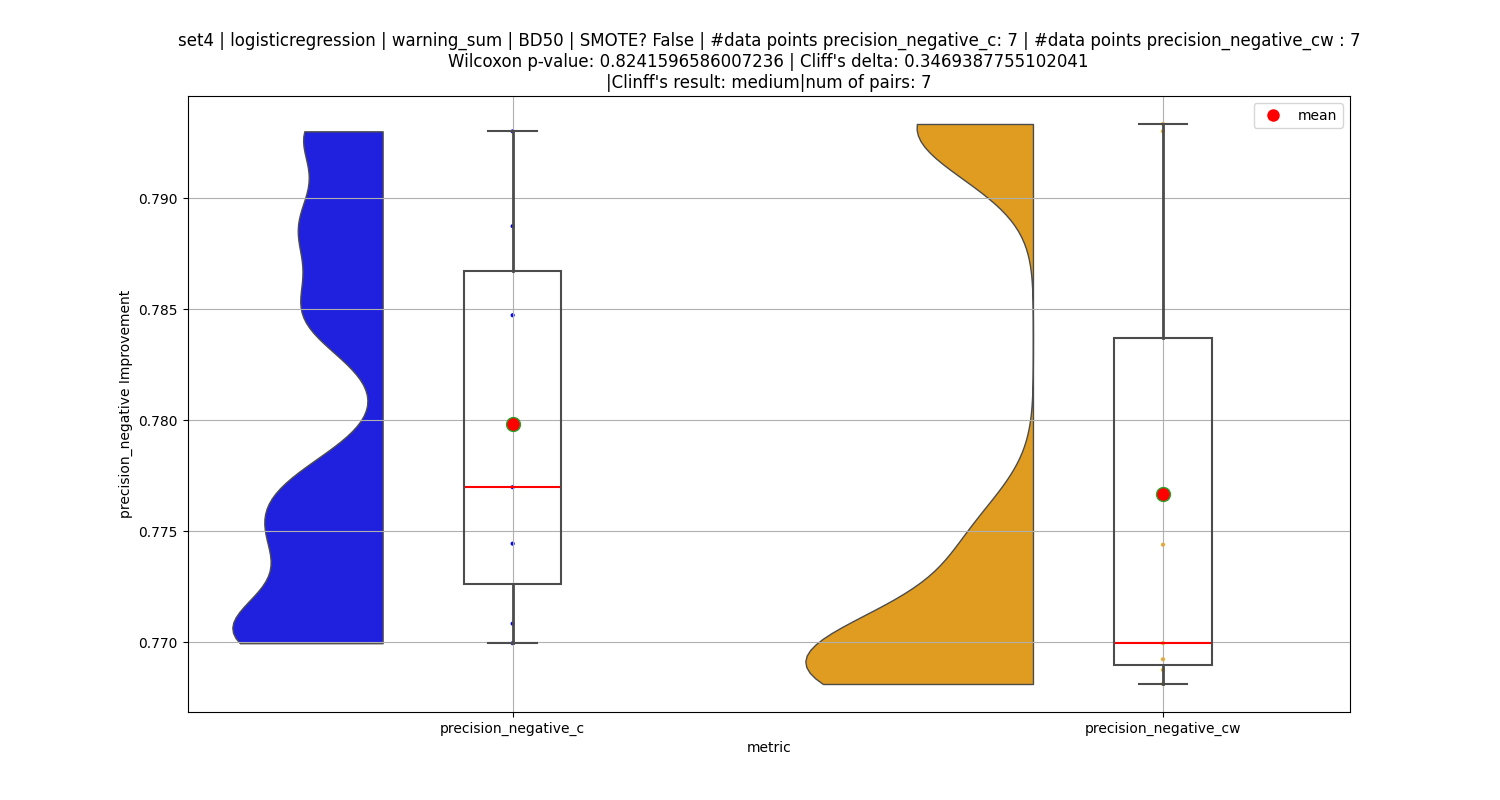 set4 | logisticregression | warning_sum | BD50 | SMOTE? False | #data points precision_negative_c: 7 | #data points precision_negative_cw : 7
Wilcoxon p-value: 0.8241596586007236 | Cliff's delta: 0.3469387755102041
|Clinff's result: medium|num of pairs: 7
mean
0.790
0.785
0.780
0.775
0.770
precision_negative Improvement
precision_negative_c
precision_negative_cw
metric